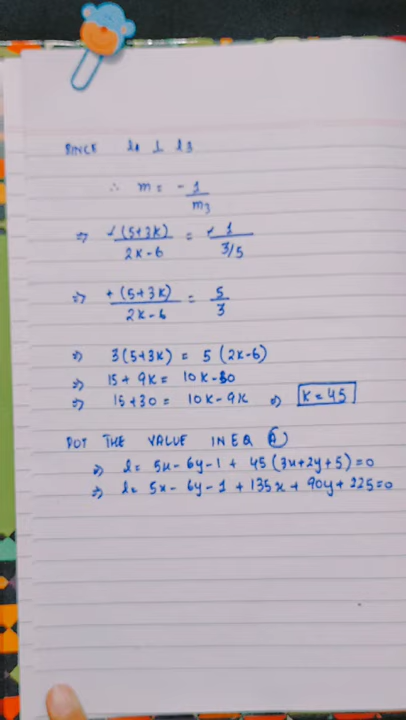 SINCE l1 ⊥ l3
∴ m = - 1/m3
⇒ -(5+3K)/2K-6 = -1/3/5
⇒ +(5+3K)/2K-6 = 5/3
⇒ 3(5+3K) = 5(2K-6)
⇒ 15+9K = 10K-30
⇒ 15+30 = 10K-9K ⇒ K=45
PUT THE VALUE IN EQ (A)
⇒ l = 5x-6y-1 + 45(3x+2y+5)=0
⇒ l = 5x-6y-1+135x+90y+225=0